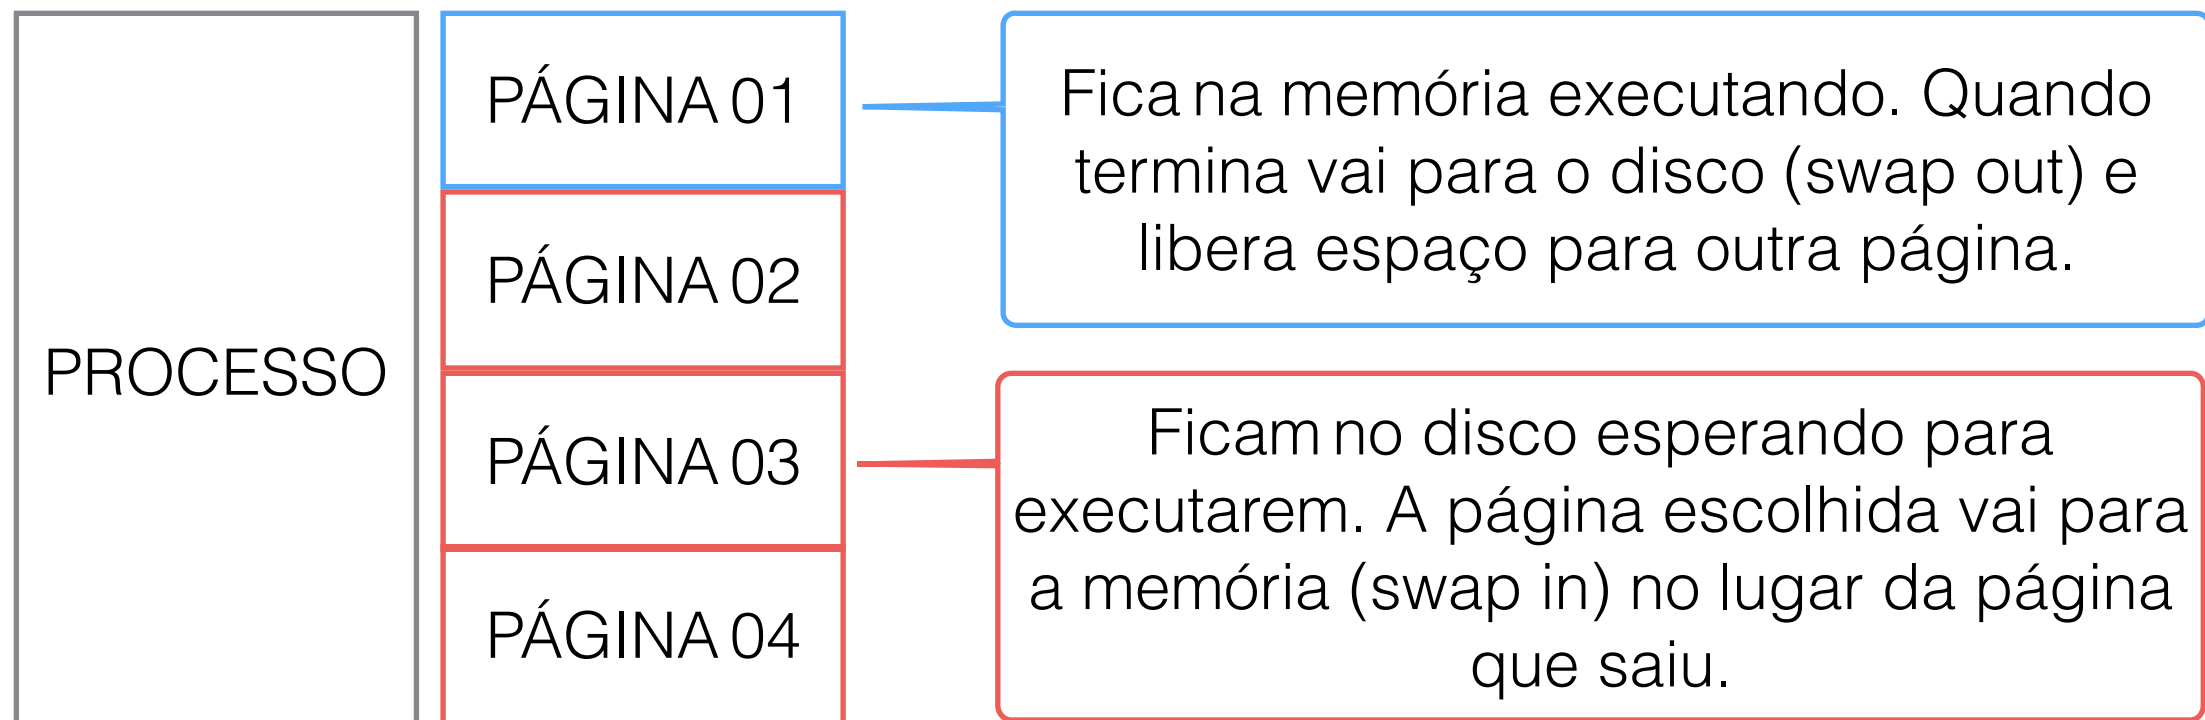 PROCESSO
PÁGINA 01
PÁGINA 02
PÁGINA 03
PÁGINA 04
Fica na memória executando. Quando
termina vai para o disco (swap out) e
libera espaço para outra página.
Ficam no disco esperando para
executarem. A página escolhida vai para
a memória (swap in) no lugar da página
que saiu.